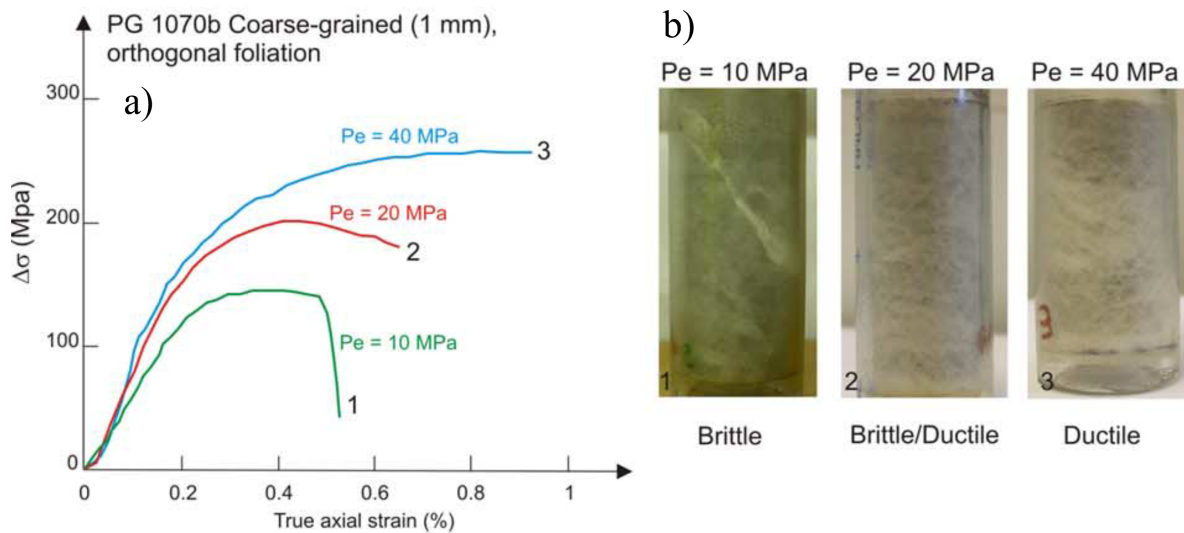 PG 1070b Coarse-grained (1 mm),
orthogonal foliation
a)
300
200
100
0
Δσ (Mpa)
Pe = 40 MPa
3
Pe = 20 MPa
2
Pe = 10 MPa
1
0
0.2
0.4
0.6
0.8
1
True axial strain (%)
b)
Pe = 10 MPa
Pe = 20 MPa
Pe = 40 MPa
1
2
3
3
Brittle
Brittle/Ductile
Ductile